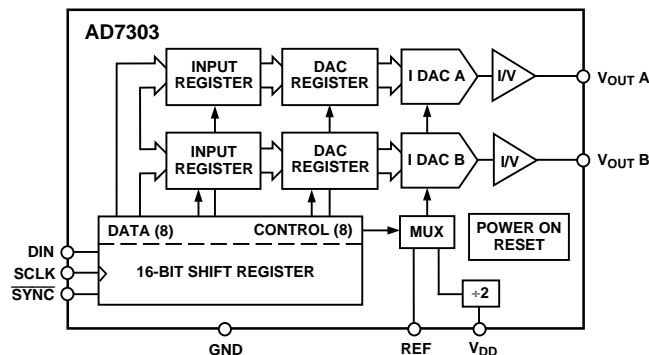 AD7303
INPUT
REGISTER
DAC
REGISTER
I DAC A
I/V
VOUT A
INPUT
REGISTER
DAC
REGISTER
I DAC B
I/V
VOUT B
DATA (8)
CONTROL (8)
MUX
POWER ON
RESET
DIN
SCLK
SYNC
16-BIT SHIFT REGISTER
÷2
GND
REF
VDD